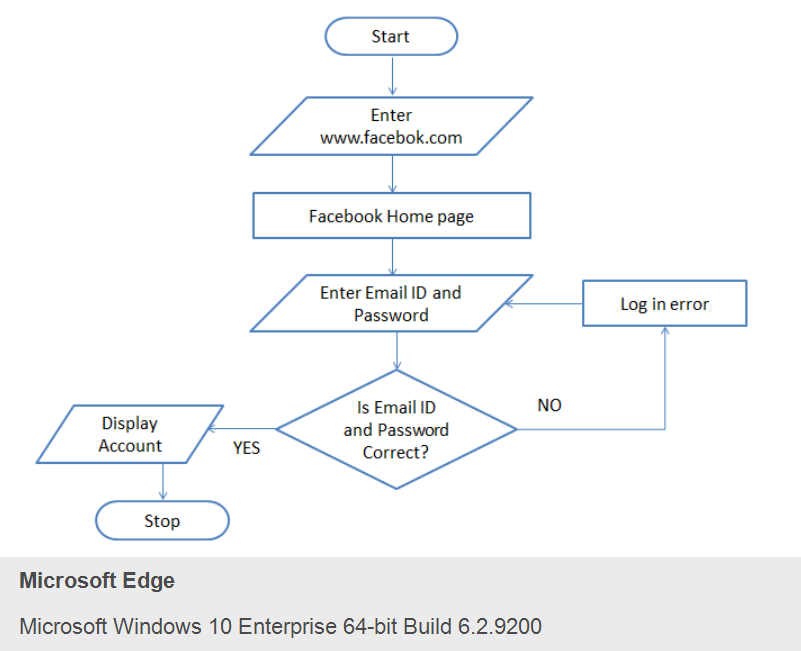 Start
Enter
www.facebok.com
Facebook Home page
Enter Email ID and
Password
Log in error
Is Email ID
and Password
Correct?
NO
YES
Display
Account
Stop
Microsoft Edge
Microsoft Windows 10 Enterprise 64-bit Build 6.2.9200